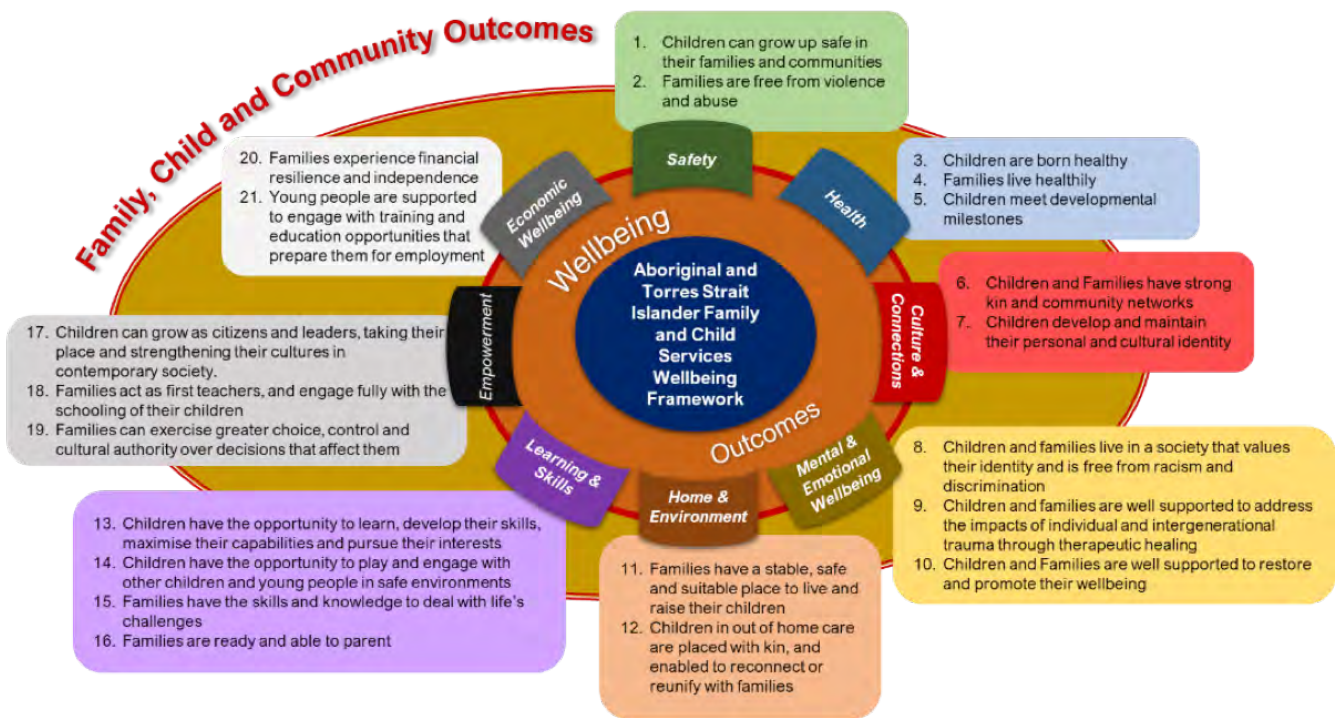 Family, Child and Community Outcomes
1. Children can grow up safe in
their families and communities
2. Families are free from violence
and abuse
Safety
3. Children are born healthy
4. Families live healthily
5. Children meet developmental
milestones
Health
6. Children and Families have strong
kin and community networks
7. Children develop and maintain
their personal and cultural identity
Culture &
Connections
8. Children and families live in a society that values
their identity and is free from racism and
discrimination
9. Children and families are well supported to address
the impacts of individual and intergenerational
trauma through therapeutic healing
10. Children and Families are well supported to restore
and promote their wellbeing
Mental &
Emotional
Wellbeing
11. Families have a stable, safe
and suitable place to live and
raise their children
12. Children in out of home care
are placed with kin, and
enabled to reconnect or
reunify with families
Home &
Environment
13. Children have the opportunity to learn, develop their skills,
maximise their capabilities and pursue their interests
14. Children have the opportunity to play and engage with
other children and young people in safe environments
15. Families have the skills and knowledge to deal with life's
challenges
16. Families are ready and able to parent
Learning &
Skills
17. Children can grow as citizens and leaders, taking their
place and strengthening their cultures in
contemporary society.
18. Families act as first teachers, and engage fully with the
schooling of their children
19. Families can exercise greater choice, control and
cultural authority over decisions that affect them
Empowerment
20. Families experience financial
resilience and independence
21. Young people are supported
to engage with training and
education opportunities that
prepare them for employment
Economic
Wellbeing
Wellbeing
Outcomes
Aboriginal and
Torres Strait
Islander Family
and Child
Services
Wellbeing
Framework